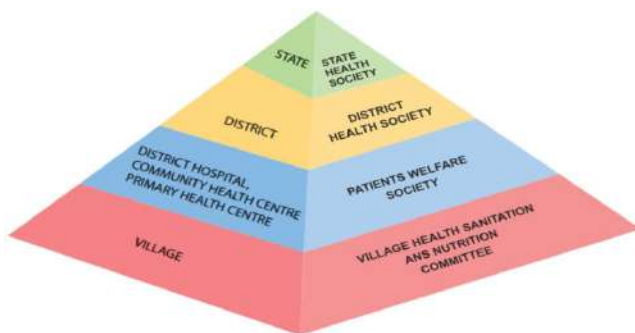 STATE
STATE
HEALTH
SOCIETY
DISTRICT
DISTRICT
HEALTH SOCIETY
DISTRICT HOSPITAL,
COMMUNITY HEALTH CENTRE
PRIMARY HEALTH CENTRE
PATIENTS WELFARE
SOCIETY
VILLAGE
VILLAGE HEALTH SANITATION
ANS NUTRITION
COMMITTEE